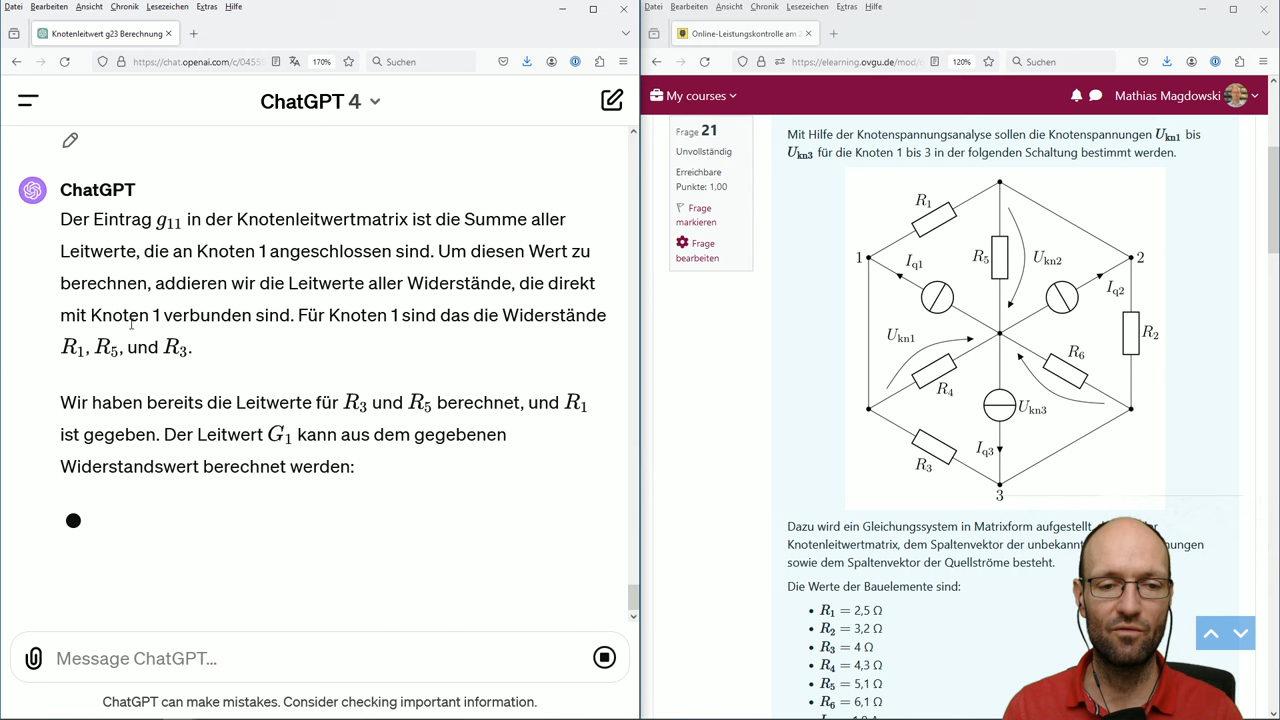 Datei Bearbeiten Ansicht Chronik Lesezeichen Extras Hilfe
Knotenleitwert g23 Berechnung
https://chat.openai.com/c/0455
170%
Suchen
ChatGPT 4
ChatGPT
Der Eintrag g11 in der Knotenleitwertmatrix ist die Summe aller
Leitwerte, die an Knoten 1 angeschlossen sind. Um diesen Wert zu
berechnen, addieren wir die Leitwerte aller Widerstände, die direkt
mit Knoten 1 verbunden sind. Für Knoten 1 sind das die Widerstände
R1, R5, und R3.
Wir haben bereits die Leitwerte für R3 und R5 berechnet, und R1
ist gegeben. Der Leitwert G1 kann aus dem gegebenen
Widerstandswert berechnet werden:
Message ChatGPT...
ChatGPT can make mistakes. Consider checking important information.
Datei Bearbeiten Ansicht Chronik Lesezeichen Extras Hilfe
Online-Leistungskontrolle am
https://elearning.ovgu.de/mod/
120%
Suchen
My courses
Mathias Magdowski
Frage 21
Unvollständig
Erreichbare
Punkte: 1,00
Frage
markieren
Frage
bearbeiten
Mit Hilfe der Knotenspannungsanalyse sollen die Knotenspannungen Ukn1 bis
Ukn3 für die Knoten 1 bis 3 in der folgenden Schaltung bestimmt werden.
R1
1
Iq1
R5
Ukn2
2
Iq2
Ukn1
R2
R6
R4
Ukn3
R3
Iq3
3
Dazu wird ein Gleichungssystem in Matrixform aufgestellt,
Knotenleitwertmatrix, dem Spaltenvektor der
sowie dem Spaltenvektor der Quellströme besteht.
Die Werte der Bauelemente sind:
• R1 = 2,5 Ω
• R2 = 3,2 Ω
• R3 = 4 Ω
• R4 = 4,3 Ω
• R5 = 5,1 Ω
• R6 = 6,1 Ω